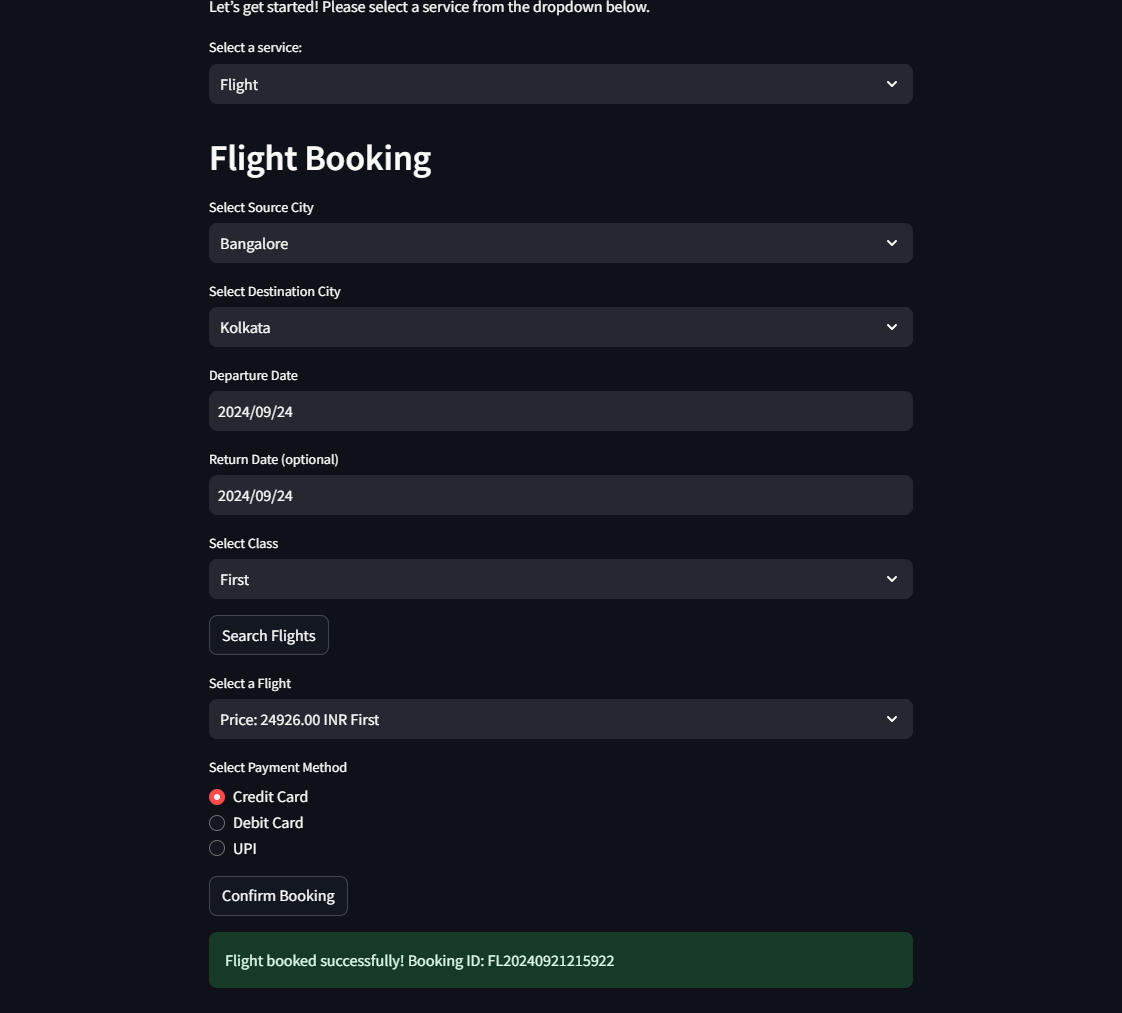 Let's get started! Please select a service from the dropdown below.
Select a service:
Flight
Flight Booking
Select Source City
Bangalore
Select Destination City
Kolkata
Departure Date
2024/09/24
Return Date (optional)
2024/09/24
Select Class
First
Search Flights
Select a Flight
Price: 24926.00 INR First
Select Payment Method
Credit Card
Debit Card
UPI
Confirm Booking
Flight booked successfully! Booking ID: FL20240921215922